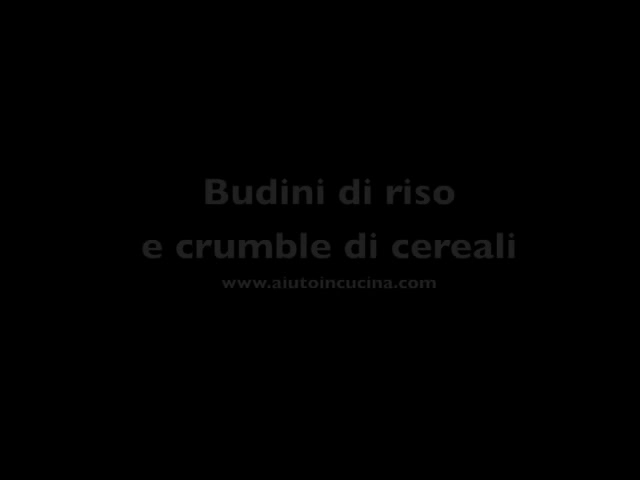 Budini di riso
e crumble di cereali
www.aiutoincucina.com